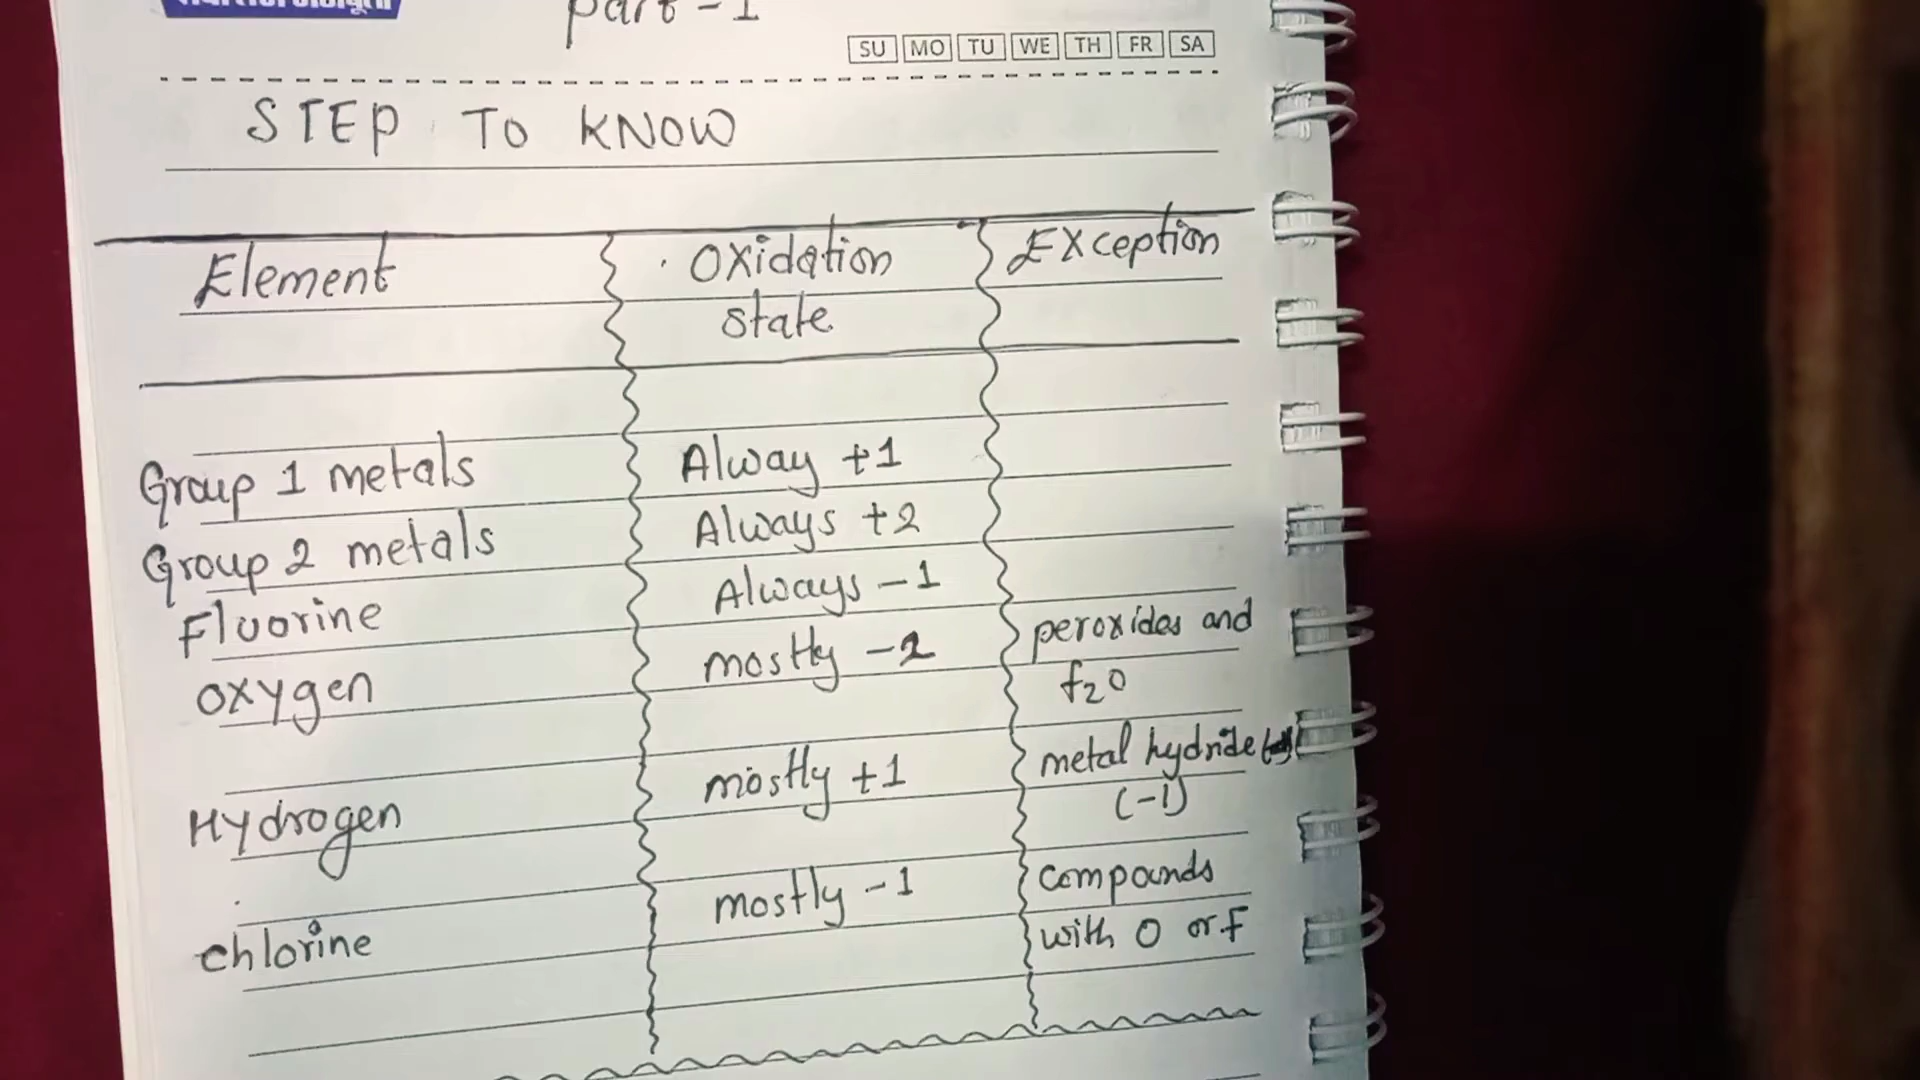 part - 1
SU MO TU WE TH FR SA
STEP TO KNOW
Element Oxidation Exception
state
Group 1 metals Alway +1
Group 2 metals Always +2
Fluorine Always -1
oxygen mostly -2 peroxides and
f₂0
Hydrogen mostly +1 metal hydride
(-1)
chlorine mostly -1 compounds
with O or F